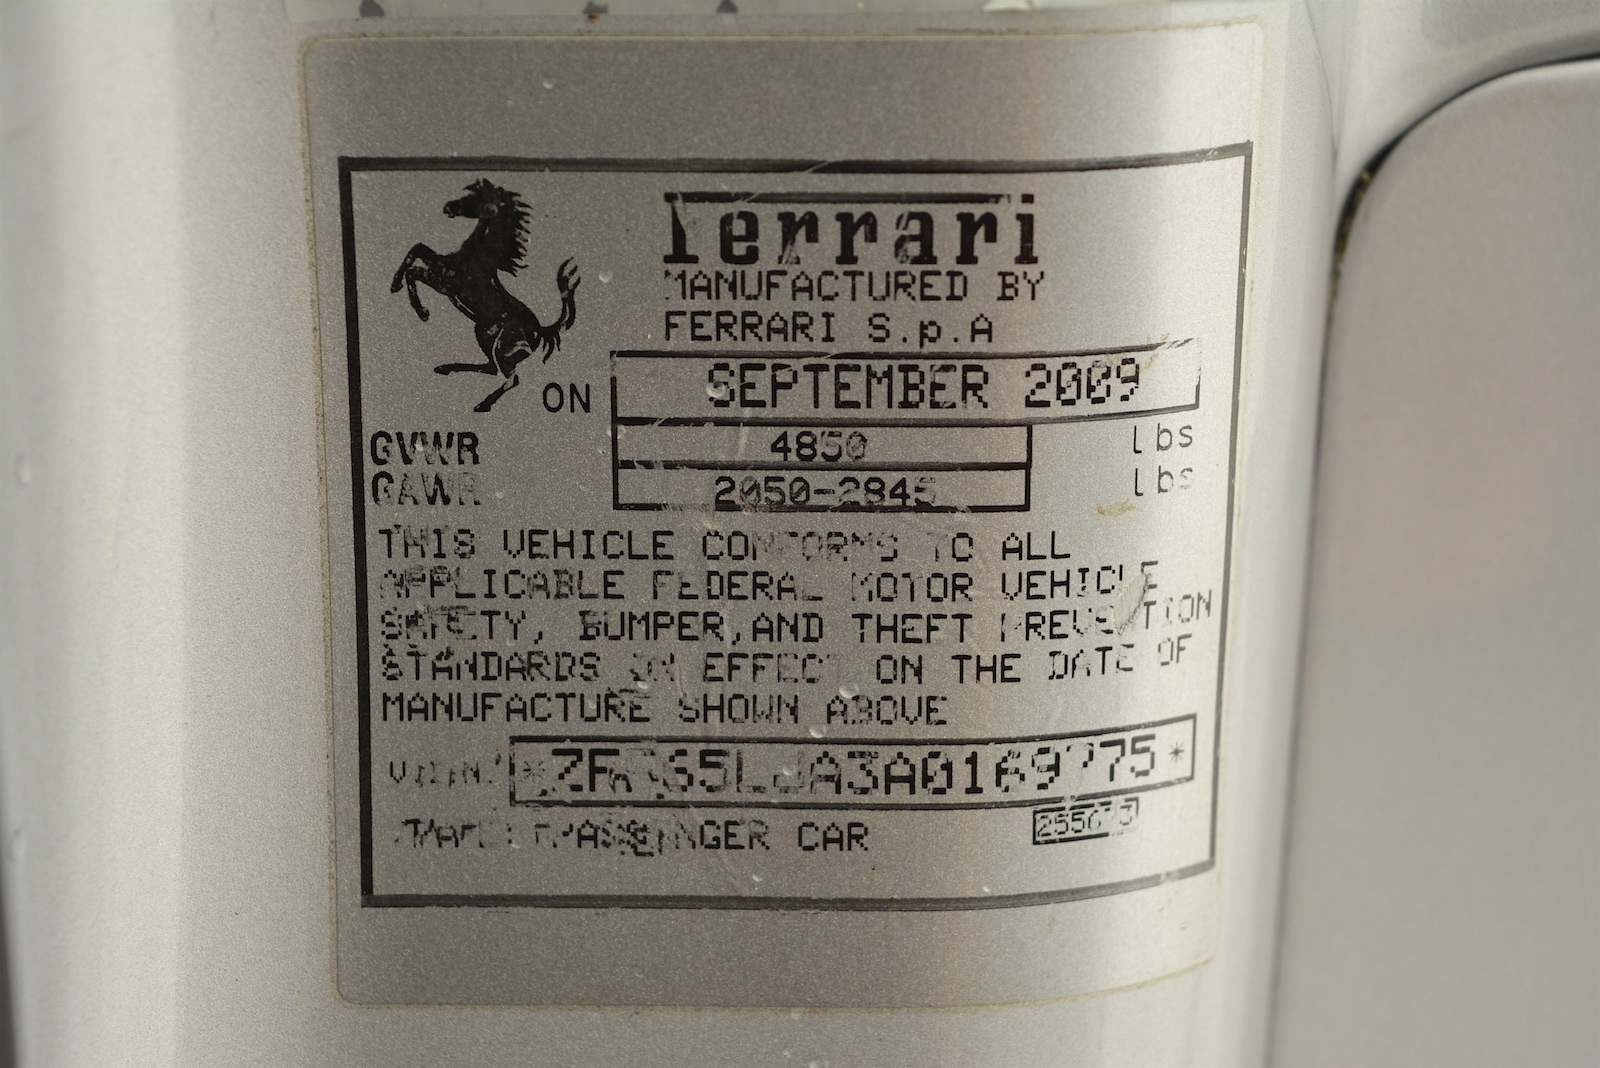 Ferrari
MANUFACTURED BY
FERRARI S.p.A
ON SEPTEMBER 2009
GVWR 4850 lbs
GAWR 2050-2845 lbs
THIS VEHICLE CONFORMS TO ALL
APPLICABLE FEDERAL MOTOR VEHICLE
SAFETY, BUMPER,AND THEFT PREVENTION
STANDARDS IN EFFECT ON THE DATE OF
MANUFACTURE SHOWN ABOVE
PASSENGER CAR